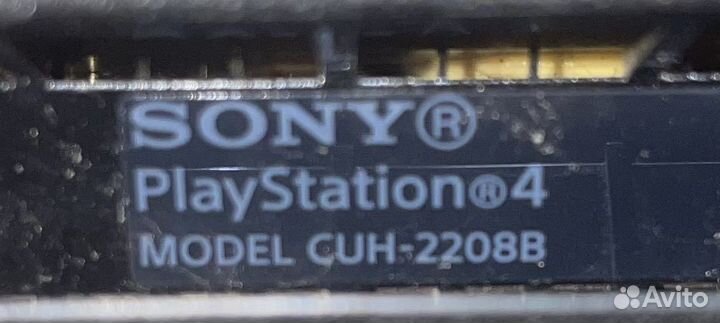 SONY®
PlayStation®4
MODEL CUH-2208B
Avito